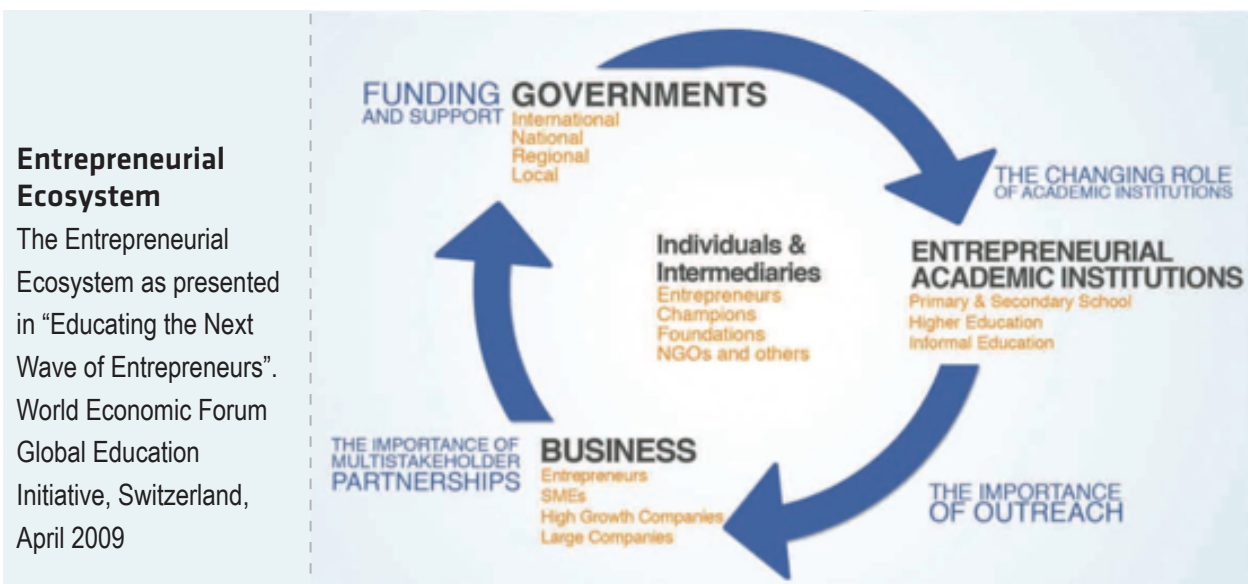 Entrepreneurial
Ecosystem
The Entrepreneurial
Ecosystem as presented
in “Educating the Next
Wave of Entrepreneurs”.
World Economic Forum
Global Education
Initiative, Switzerland,
April 2009
FUNDING
AND SUPPORT
GOVERNMENTS
International
National
Regional
Local
THE CHANGING ROLE
OF ACADEMIC INSTITUTIONS
Individuals &
Intermediaries
Entrepreneurs
Champions
Foundations
NGOs and others
ENTREPRENEURIAL
ACADEMIC INSTITUTIONS
Primary & Secondary School
Higher Education
Informal Education
THE IMPORTANCE OF
MULTISTAKEHOLDER
PARTNERSHIPS
BUSINESS
Entrepreneurs
SMEs
High Growth Companies
Large Companies
THE IMPORTANCE
OF OUTREACH